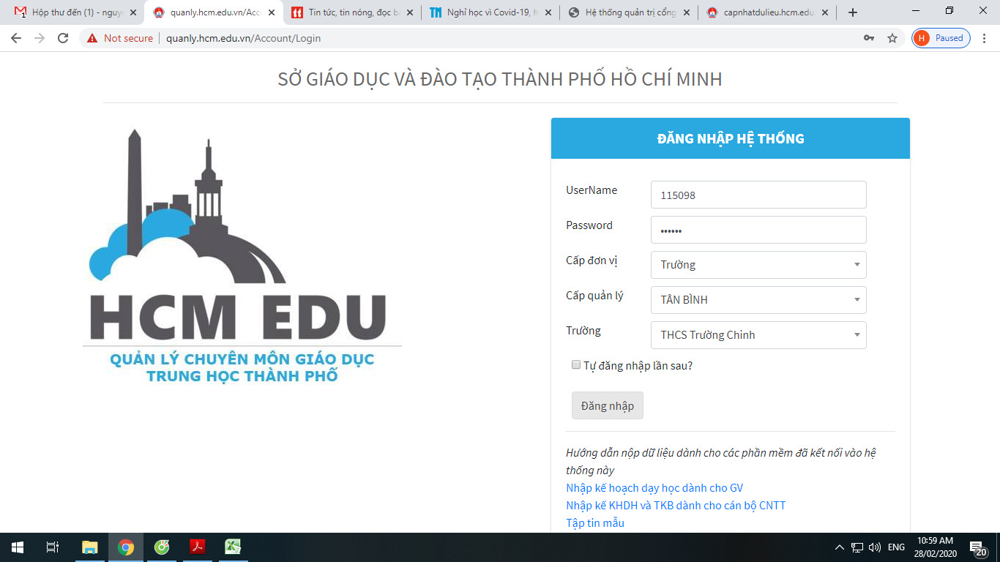 Hộp thư đến (1) - nguyễ
quanly.hcm.edu.vn/Acc
Tin tức, tin nóng, đọc b
Nghỉ học vì Covid-19, h
Hệ thống quản trị cổng
capnhatdulieu.hcm.edu
Not secure
quanly.hcm.edu.vn/Account/Login
H
Paused
SỞ GIÁO DỤC VÀ ĐÀO TẠO THÀNH PHỐ HỒ CHÍ MINH
HCM EDU
QUẢN LÝ CHUYÊN MÔN GIÁO DỤC
TRUNG HỌC THÀNH PHỐ
ĐĂNG NHẬP HỆ THỐNG
UserName
115098
Password
••••••
Cấp đơn vị
Trường
Cấp quản lý
TÂN BÌNH
Trường
THCS Trường Chinh
Tự đăng nhập lần sau?
Đăng nhập
Hướng dẫn nộp dữ liệu dành cho các phần mềm đã kết nối vào hệ
thống này
Nhập kế hoạch dạy học dành cho GV
Nhập kế KHDH và TKB dành cho cán bộ CNTT
Tập tin mẫu
ENG
10:59 AM
28/02/2020
20